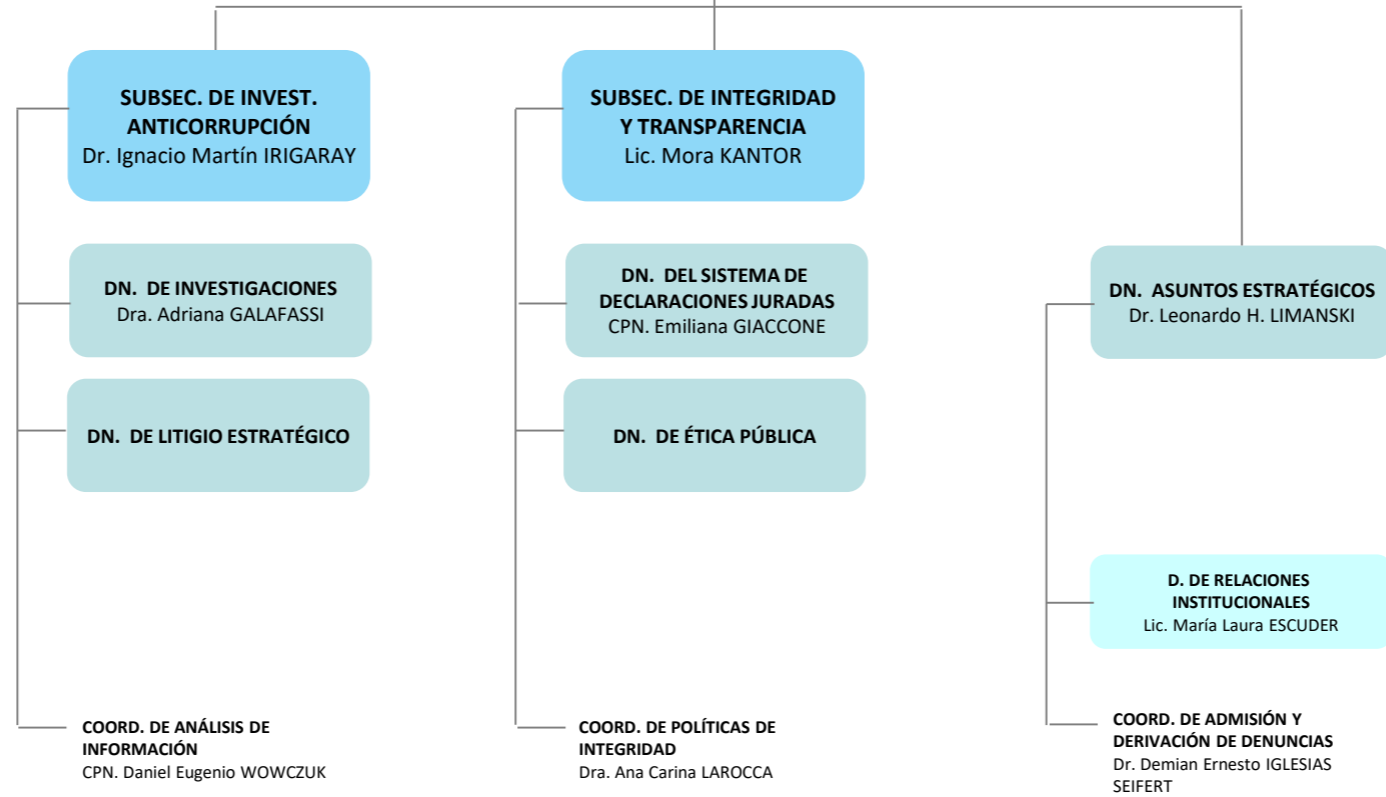 SUBSEC. DE INVEST.
ANTICORRUPCIÓN
Dr. Ignacio Martín IRIGARAY
SUBSEC. DE INTEGRIDAD
Y TRANSPARENCIA
Lic. Mora KANTOR
DN. DE INVESTIGACIONES
Dra. Adriana GALAFASSI
DN. DEL SISTEMA DE
DECLARACIONES JURADAS
CPN. Emiliana GIACCONE
DN. ASUNTOS ESTRATÉGICOS
Dr. Leonardo H. LIMANSKI
DN. DE LITIGIO ESTRATÉGICO
DN. DE ÉTICA PÚBLICA
D. DE RELACIONES
INSTITUCIONALES
Lic. María Laura ESCUDER
COORD. DE ANÁLISIS DE
INFORMACIÓN
CPN. Daniel Eugenio WOWCZUK
COORD. DE POLÍTICAS DE
INTEGRIDAD
Dra. Ana Carina LAROCCA
COORD. DE ADMISIÓN Y
DERIVACIÓN DE DENUNCIAS
Dr. Demian Ernesto IGLESIAS
SEIFERT